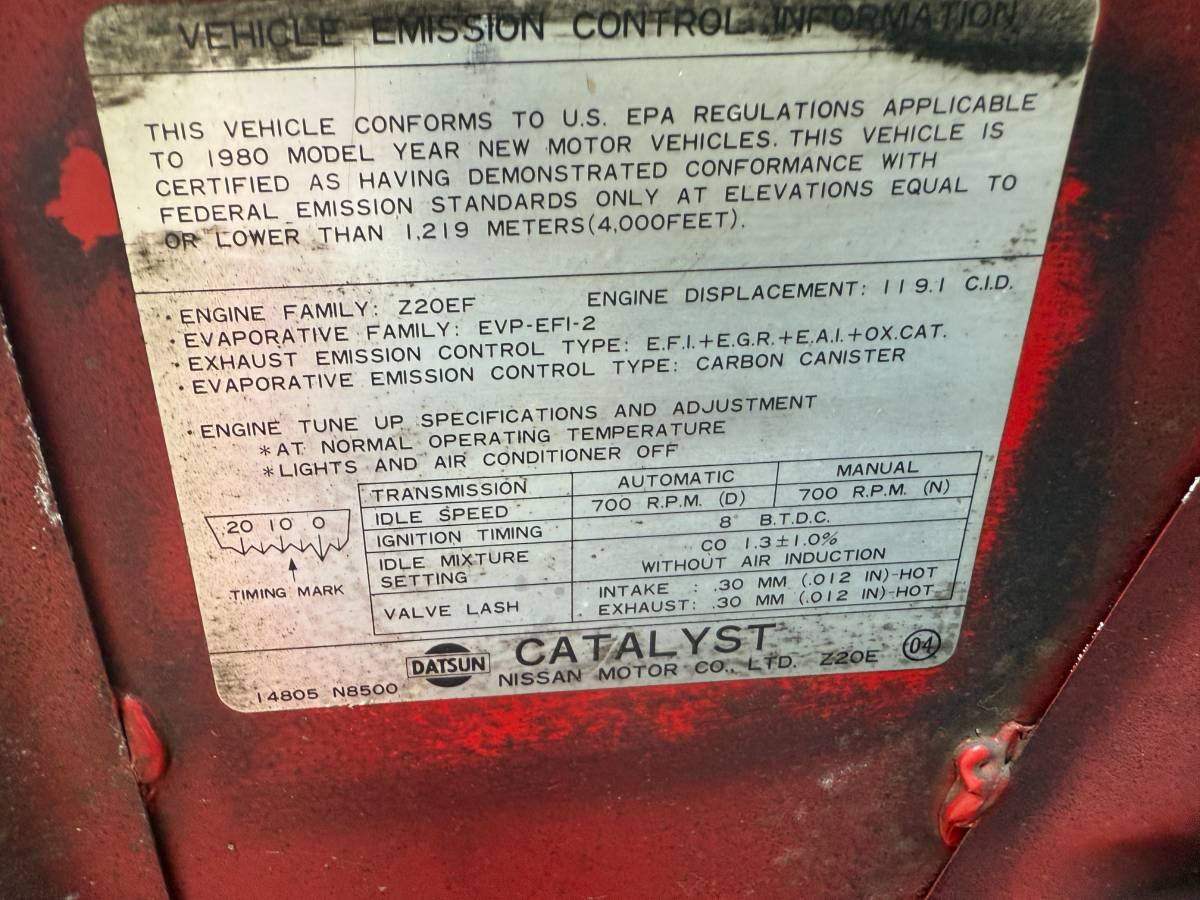 VEHICLE EMISSION CONTROL INFORMATION
THIS VEHICLE CONFORMS TO U.S. EPA REGULATIONS APPLICABLE
TO 1980 MODEL YEAR NEW MOTOR VEHICLES. THIS VEHICLE IS
CERTIFIED AS HAVING DEMONSTRATED CONFORMANCE WITH
FEDERAL EMISSION STANDARDS ONLY AT ELEVATIONS EQUAL TO
OR LOWER THAN 1,219 METERS(4,000FEET).
· ENGINE FAMILY: Z20EF ENGINE DISPLACEMENT: 119.1 C.I.D.
· EVAPORATIVE FAMILY: EVP-EFI-2
· EXHAUST EMISSION CONTROL TYPE: E.F.I.+E.G.R.+E.A.I.+OX.CAT.
· EVAPORATIVE EMISSION CONTROL TYPE: CARBON CANISTER
· ENGINE TUNE UP SPECIFICATIONS AND ADJUSTMENT
*AT NORMAL OPERATING TEMPERATURE
*LIGHTS AND AIR CONDITIONER OFF
TRANSMISSION AUTOMATIC MANUAL
IDLE SPEED 700 R.P.M. (D) 700 R.P.M. (N)
IGNITION TIMING 8° B.T.D.C.
IDLE MIXTURE SETTING CO 1.3±1.0%
WITHOUT AIR INDUCTION
VALVE LASH INTAKE : .30 MM (.012 IN)-HOT
EXHAUST: .30 MM (.012 IN)-HOT
20 10 0
TIMING MARK
DATSUN CATALYST
14805 N8500 NISSAN MOTOR CO., LTD. Z20E 04